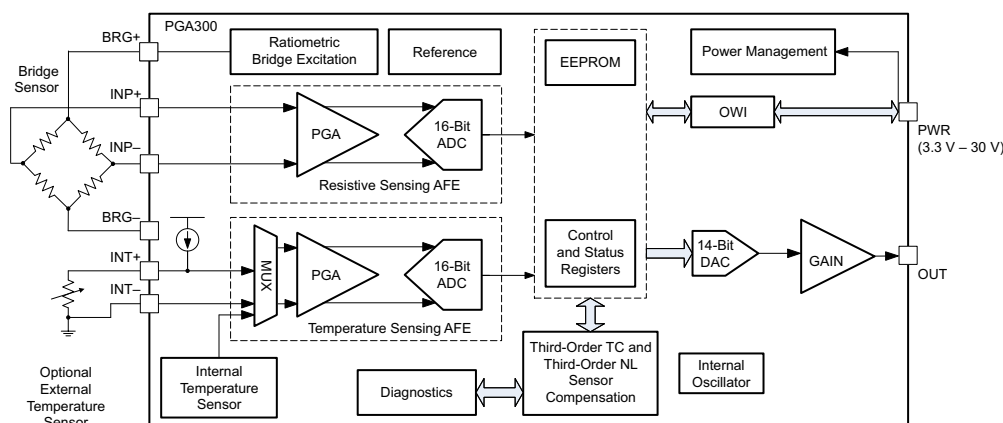 PGA300
BRG+
Ratiometric
Bridge Excitation
Reference
EEPROM
Power Management
Bridge
Sensor
INP+
PGA
16-Bit
ADC
OWI
PWR
(3.3 V – 30 V)
INP–
Resistive Sensing AFE
BRG–
INT+
MUX
PGA
16-Bit
ADC
Control
and Status
Registers
14-Bit
DAC
GAIN
OUT
INT–
Temperature Sensing AFE
Optional
External
Temperature
Sensor
Internal
Temperature
Sensor
Diagnostics
Third-Order TC and
Third-Order NL
Sensor
Compensation
Internal
Oscillator